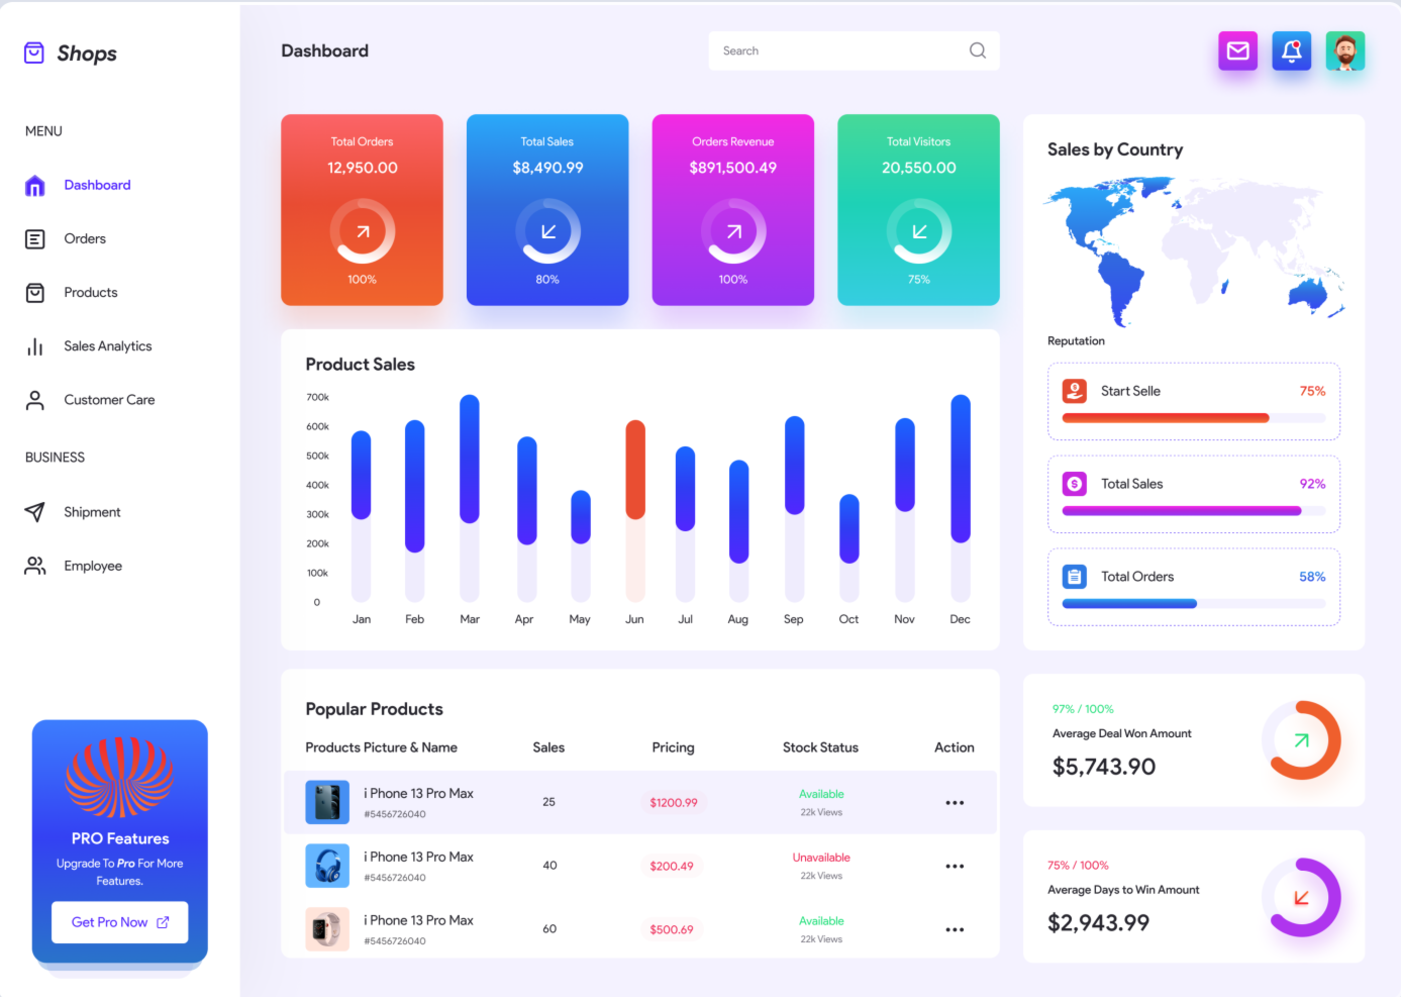 Shops
MENU
Dashboard
Orders
Products
Sales Analytics
Customer Care
BUSINESS
Shipment
Employee
PRO Features
Upgrade To Pro For More
Features.
Get Pro Now
Dashboard
Search
Total Orders
12,950.00
100%
Total Sales
$8,490.99
80%
Orders Revenue
$891,500.49
100%
Total Visitors
20,550.00
75%
Product Sales
700k
600k
500k
400k
300k
200k
100k
0
Jan Feb Mar Apr May Jun Jul Aug Sep Oct Nov Dec
Popular Products
Products Picture & Name Sales Pricing Stock Status Action
i Phone 13 Pro Max
#5456726040
25
$1200.99
Available
22k Views
i Phone 13 Pro Max
#5456726040
40
$200.49
Unavailable
22k Views
i Phone 13 Pro Max
#5456726040
60
$500.69
Available
22k Views
Sales by Country
Reputation
Start Selle 75%
Total Sales 92%
Total Orders 58%
97% / 100%
Average Deal Won Amount
$5,743.90
75% / 100%
Average Days to Win Amount
$2,943.99